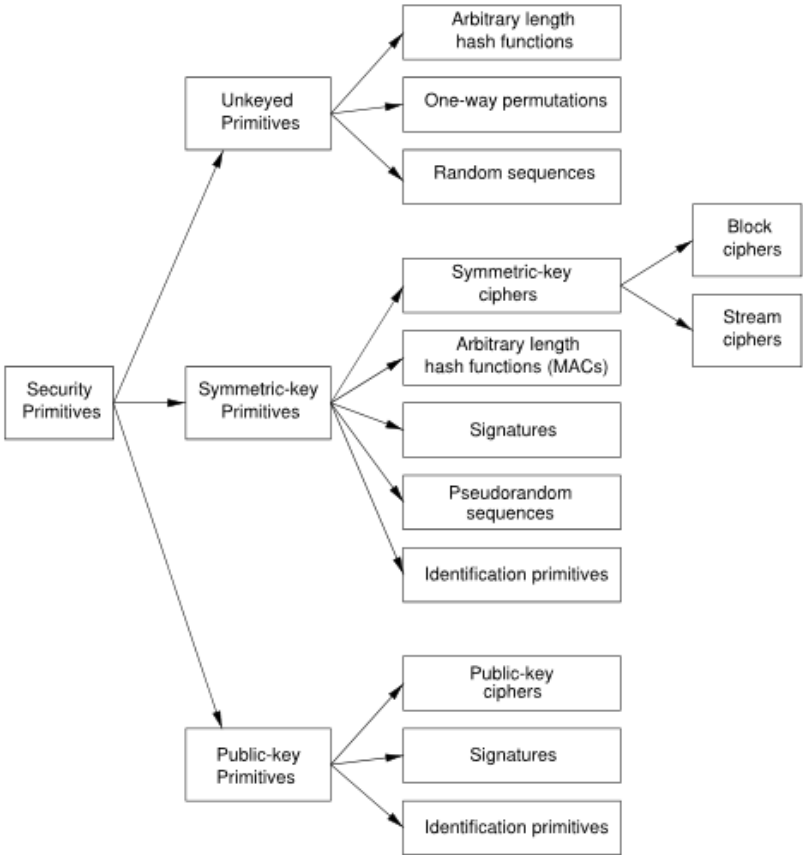 Arbitrary length
hash functions
Unkeyed
Primitives
One-way permutations
Random sequences
Block
ciphers
Symmetric-key
ciphers
Stream
ciphers
Arbitrary length
hash functions (MACs)
Security
Primitives
Symmetric-key
Primitives
Signatures
Pseudorandom
sequences
Identification primitives
Public-key
ciphers
Public-key
Primitives
Signatures
Identification primitives